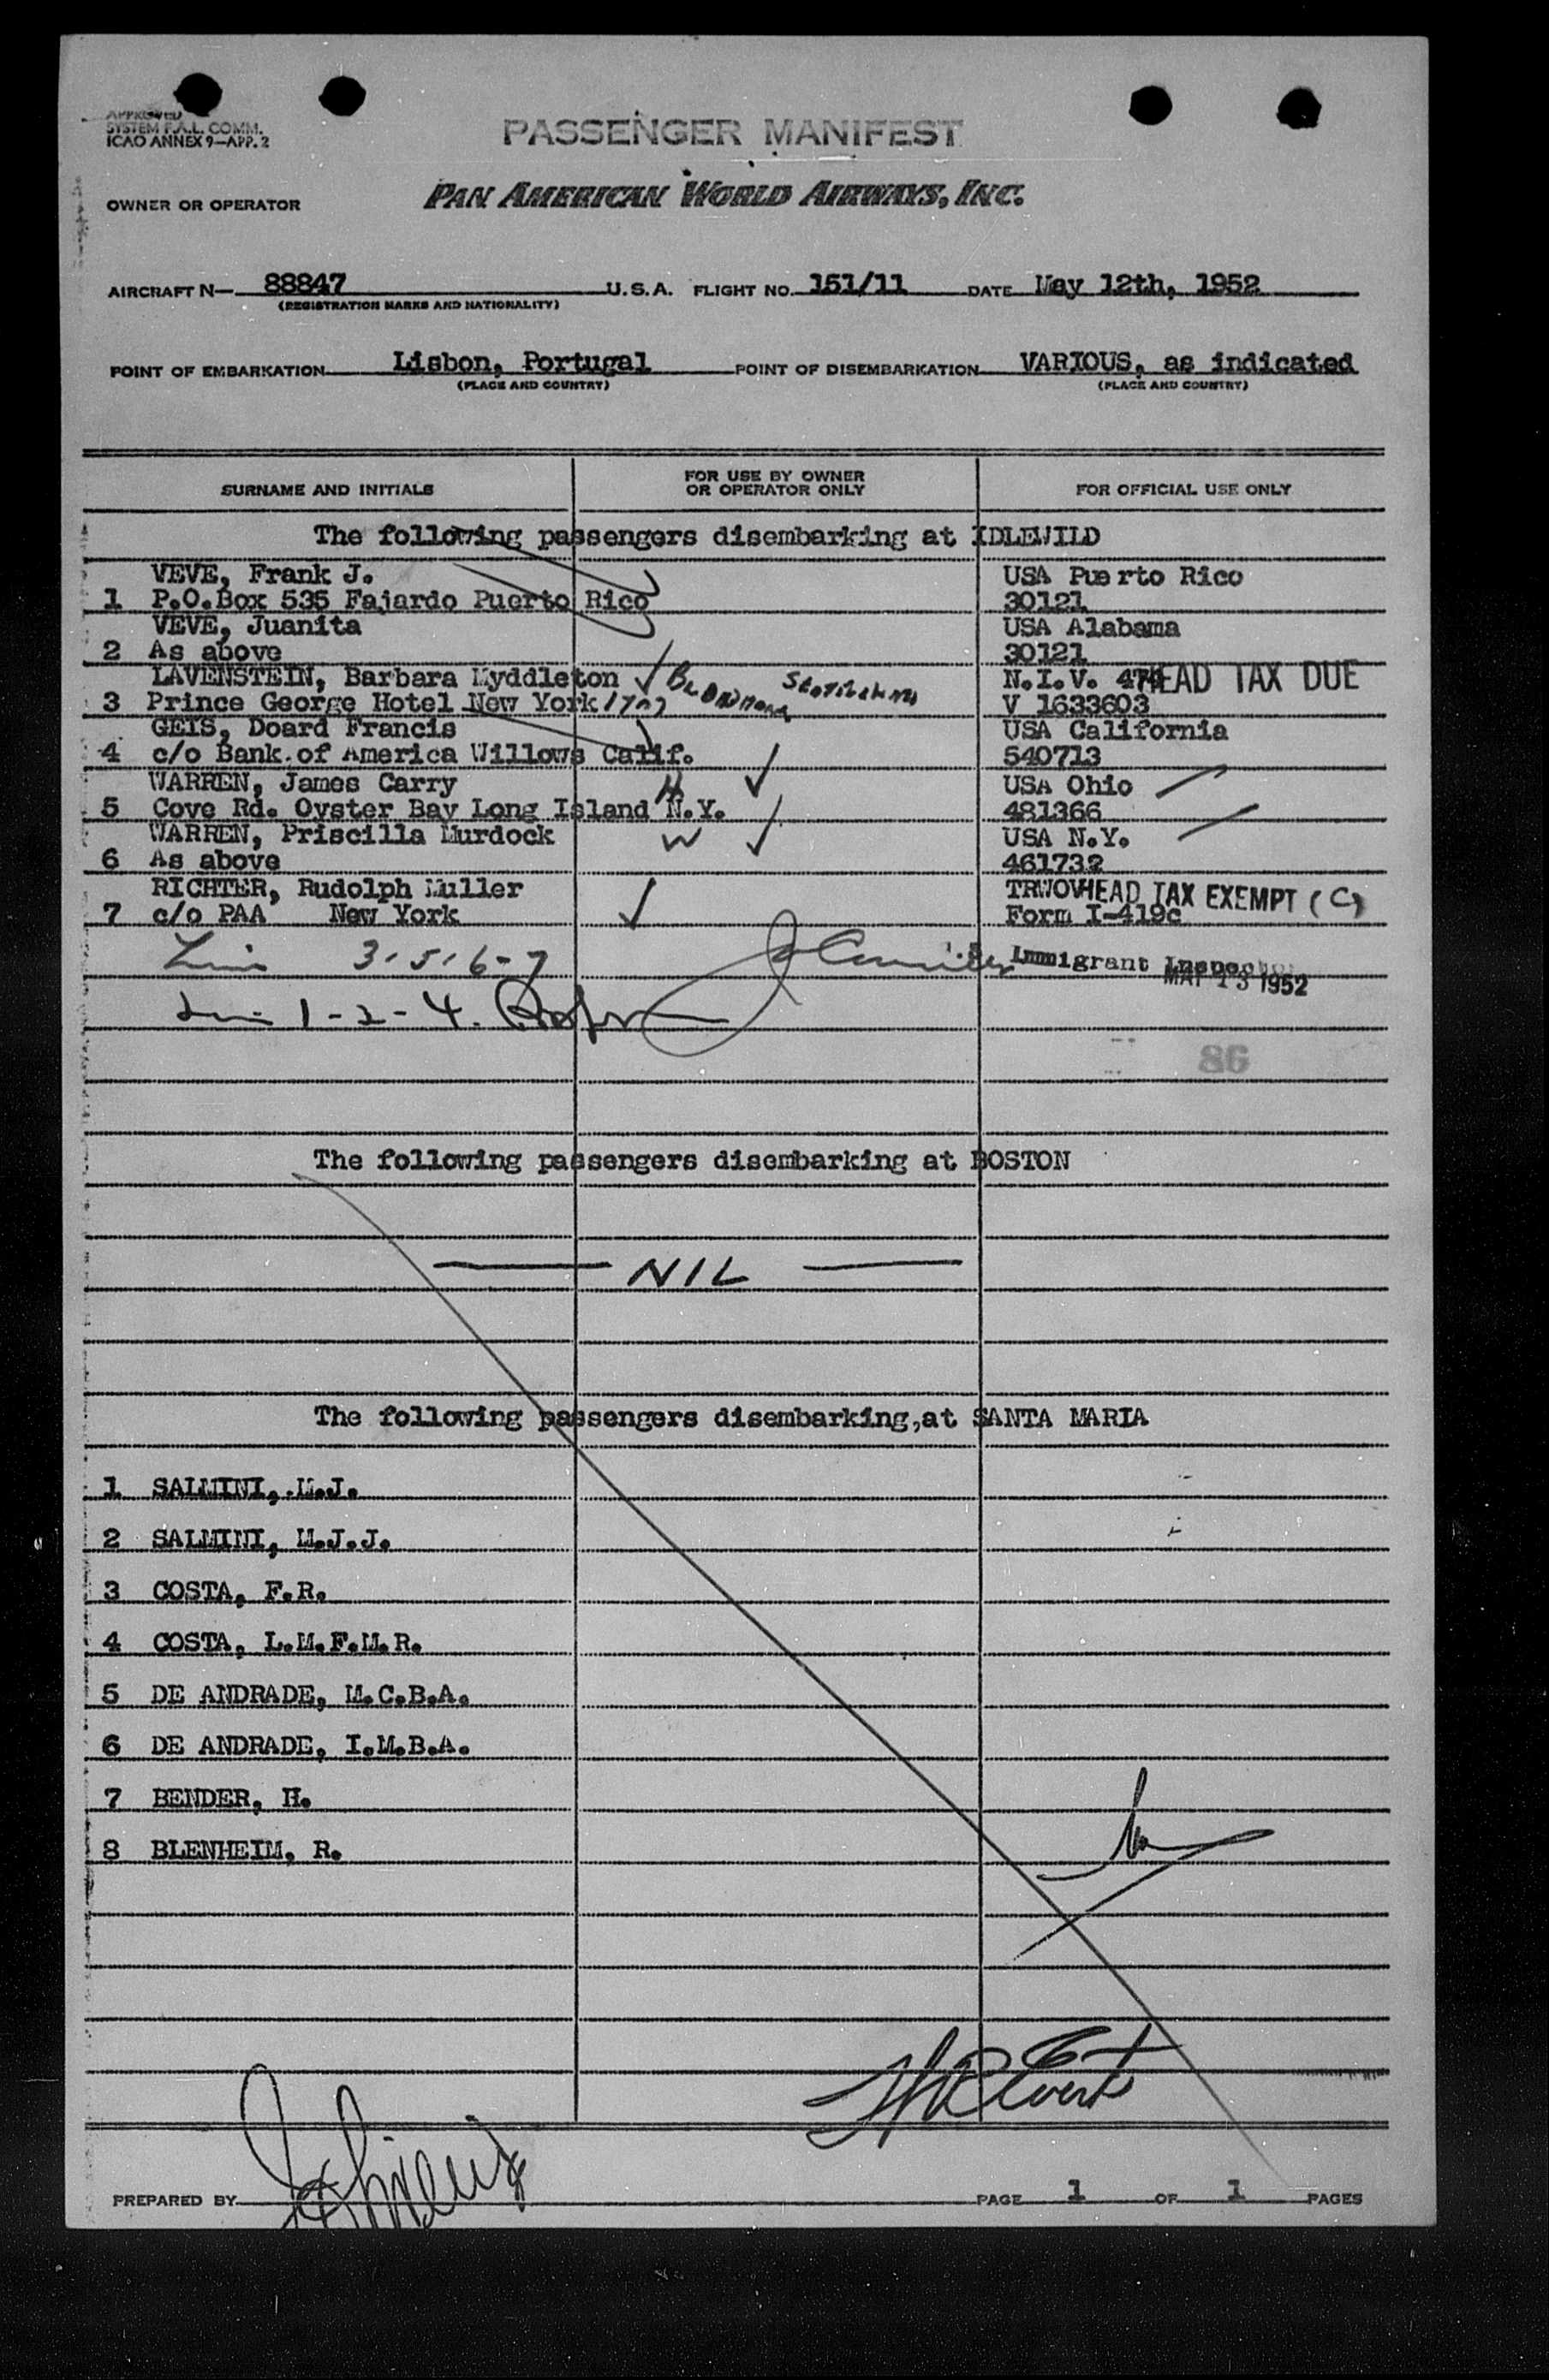 APPROVED
SYSTEM F.A.L. COMM.
ICAO ANNEX 9—APP. 2
PASSENGER MANIFEST
OWNER OR OPERATOR PAN AMERICAN WORLD AIRWAYS, INC.
AIRCRAFT N— 88847 U.S.A. FLIGHT NO. 151/11 DATE May 12th, 1952
(REGISTRATION MARKS AND NATIONALITY)
POINT OF EMBARKATION Lisbon, Portugal POINT OF DISEMBARKATION VARIOUS, as indicated
(PLACE AND COUNTRY) (PLACE AND COUNTRY)
SURNAME AND INITIALS FOR USE BY OWNER OR OPERATOR ONLY FOR OFFICIAL USE ONLY
The following passengers disembarking at IDLEWILD
VEVE, Frank J. USA Puerto Rico
1 P.O.Box 535 Fajardo Puerto Rico 30121
VEVE, Juanita USA Alabama
2 As above 30121
LAVENSTEIN, Barbara Myddleton N.I.V. HEAD TAX DUE
3 Prince George Hotel New York V 1633603
GEIS, Doard Francis USA California
4 c/o Bank of America Willows Calif. 540713
WARREN, James Carry H USA Ohio
5 Cove Rd. Oyster Bay Long Island N.Y. 481366
WARREN, Priscilla Murdock W USA N.Y.
6 As above 461732
RICHTER, Rudolph Muller TRWOV HEAD TAX EXEMPT (C)
7 c/o PAA New York Form I-419c
3-5-6-7 Immigrant Inspector
MAY 13 1952
1-2-4.
86
The following passengers disembarking at BOSTON
NIL
The following passengers disembarking,at SANTA MARIA
1 SALMINI, M.J.
2 SALMINI, M.J.J.
3 COSTA, F.R.
4 COSTA, L.M.F.M.R.
5 DE ANDRADE, M.C.B.A.
6 DE ANDRADE, I.M.B.A.
7 BENDER, H.
8 BLENHEIM, R.
PREPARED BY PAGE 1 OF 1 PAGES